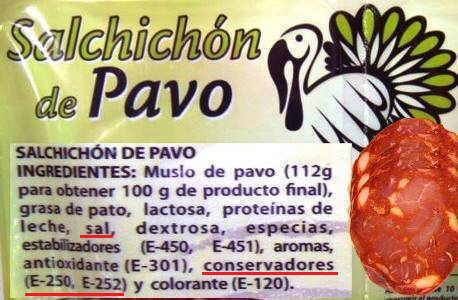 Salchichón
de Pavo
SALCHICHÓN DE PAVO
INGREDIENTES: Muslo de pavo (112g
para obtener 100 g de producto final),
grasa de pato, lactosa, proteínas de
leche, sal, dextrosa, especias,
estabilizadores (E-450, E-451), aromas,
antioxidante (E-301), conservadores
(E-250, E-252) y colorante (E-120).